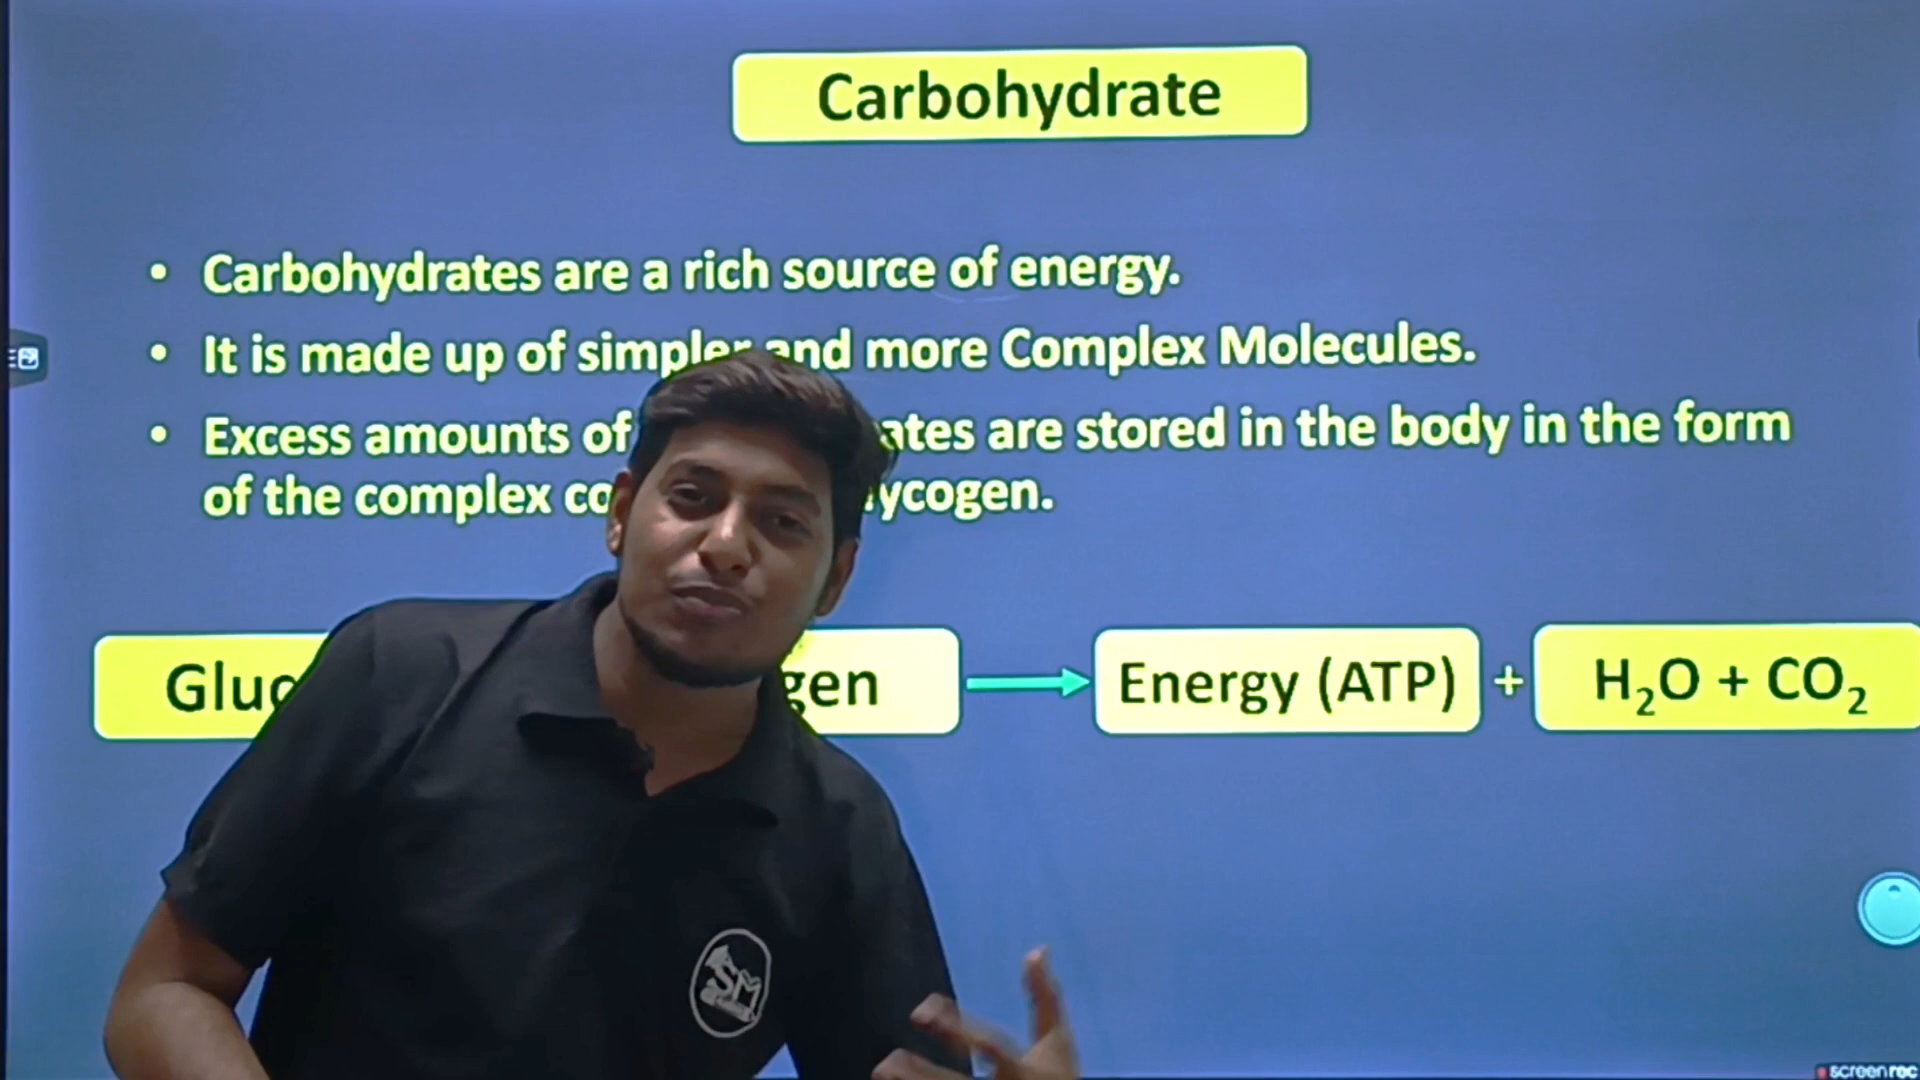 Carbohydrate
• Carbohydrates are a rich source of energy.
• It is made up of simpler and more Complex Molecules.
• Excess amounts of ates are stored in the body in the form
of the complex co ycogen.
Gluc gen → Energy (ATP) + H₂O + CO₂
SM
screenrec